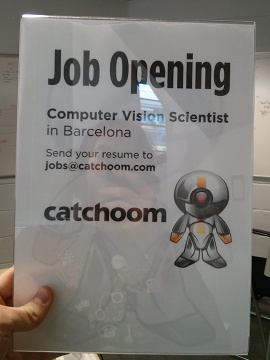 Job Opening
Computer Vision Scientist
in Barcelona
Send your resume to
jobs@catchoom.com
catchoom